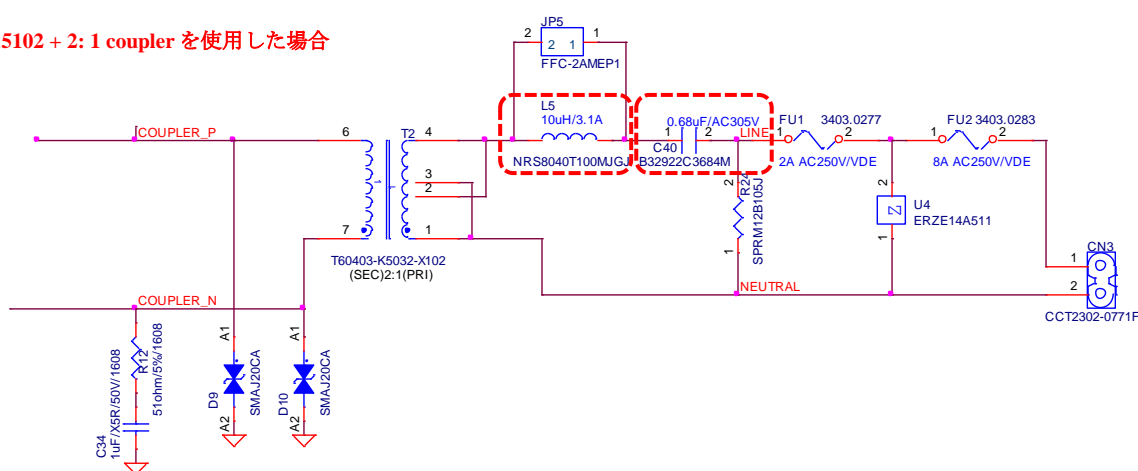 5102 + 2: 1 coupler を使用した場合
JP5
2 1
2 1
FFC-2AMEP1
L5
10uH/3.1A
NRS8040T100MJGJ
0.68uF/AC305V
1 2
C40
B32922C3684M
LINE
FU1 3403.0277
1 2
2A AC250V/VDE
FU2 3403.0283
1 2
8A AC250V/VDE
COUPLER_P
6
T2
4
3
2
7
1
T60403-K5032-X102
(SEC)2:1(PRI)
2
R24
1
SPRM12B105J
2
Z
U4
ERZE14A511
1
CN3
1
2
CCT2302-0771F
NEUTRAL
COUPLER_N
R12
51ohm/5%/1608
C34
1uF/X5R/50V/1608
A1
D9
SMAJ20CA
A2
A1
D10
SMAJ20CA
A2